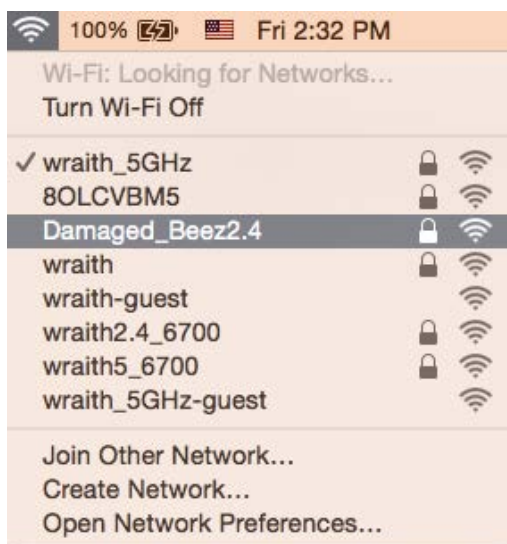 100% Fri 2:32 PM
Wi-Fi: Looking for Networks...
Turn Wi-Fi Off
✓ wraith_5GHz
8OLCVBM5
Damaged_Beez2.4
wraith
wraith-guest
wraith2.4_6700
wraith5_6700
wraith_5GHz-guest
Join Other Network...
Create Network...
Open Network Preferences...